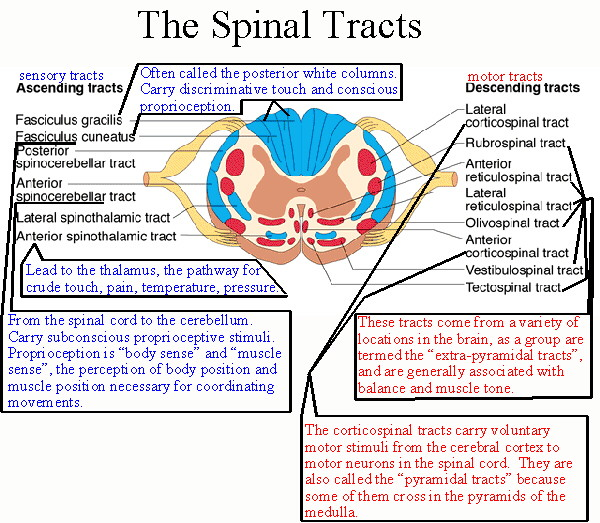 The Spinal Tracts
sensory tracts
Ascending tracts
Fasciculus gracilis
Fasciculus cuneatus
Posterior
spinocerebellar tract
Anterior
spinocerebellar tract
Lateral spinothalamic tract
Anterior spinothalamic tract
Often called the posterior white columns.
Carry discriminative touch and conscious
proprioception.
motor tracts
Descending tracts
Lateral
corticospinal tract
Rubrospinal tract
Anterior
reticulospinal tract
Lateral
reticulospinal tract
Olivospinal tract
Anterior
corticospinal tract
Vestibulospinal tract
Tectospinal tract
Lead to the thalamus, the pathway for
crude touch, pain, temperature, pressure.
From the spinal cord to the cerebellum.
Carry subconscious proprioceptive stimuli.
Proprioception is “body sense” and “muscle
sense”, the perception of body position and
muscle position necessary for coordinating
movements.
These tracts come from a variety of
locations in the brain, as a group are
termed the “extra-pyramidal tracts”,
and are generally associated with
balance and muscle tone.
The corticospinal tracts carry voluntary
motor stimuli from the cerebral cortex to
motor neurons in the spinal cord. They are
also called the “pyramidal tracts” because
some of them cross in the pyramids of the
medulla.